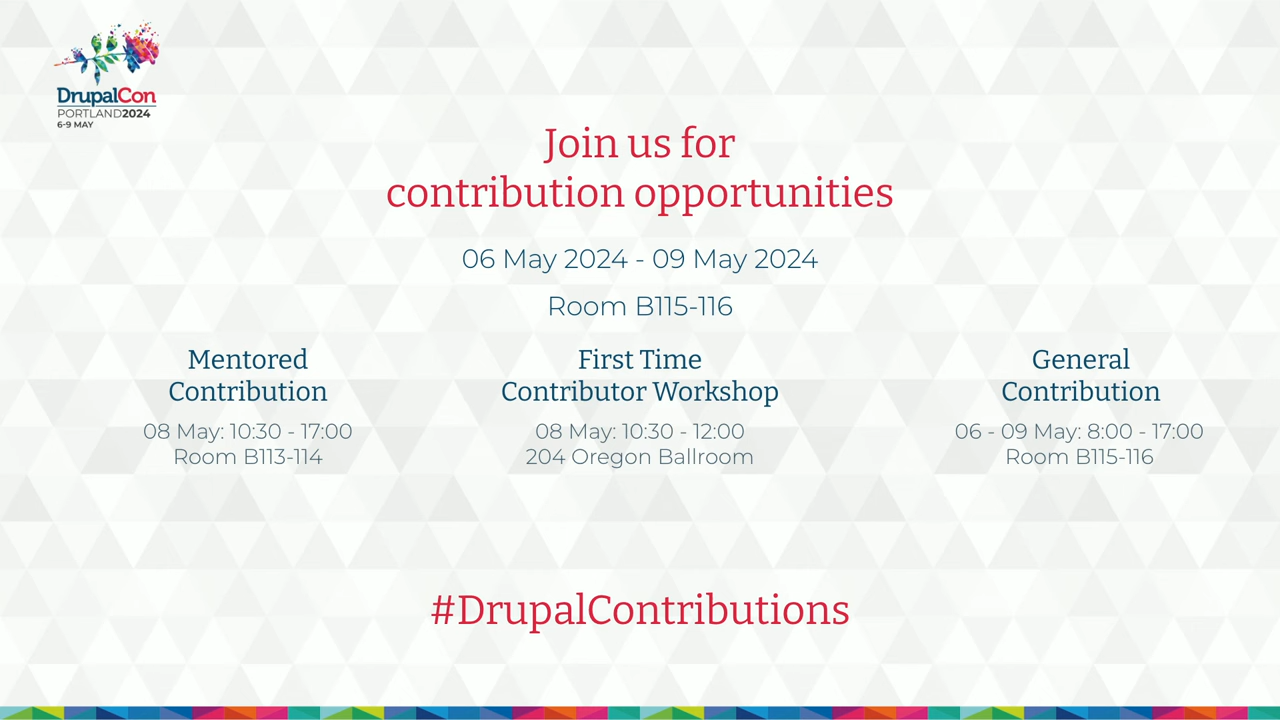 DrupalCon
PORTLAND2024
6-9 MAY
Join us for
contribution opportunities
06 May 2024 - 09 May 2024
Room B115-116
Mentored
Contribution
08 May: 10:30 - 17:00
Room B113-114
First Time
Contributor Workshop
08 May: 10:30 - 12:00
204 Oregon Ballroom
General
Contribution
06 - 09 May: 8:00 - 17:00
Room B115-116
#DrupalContributions